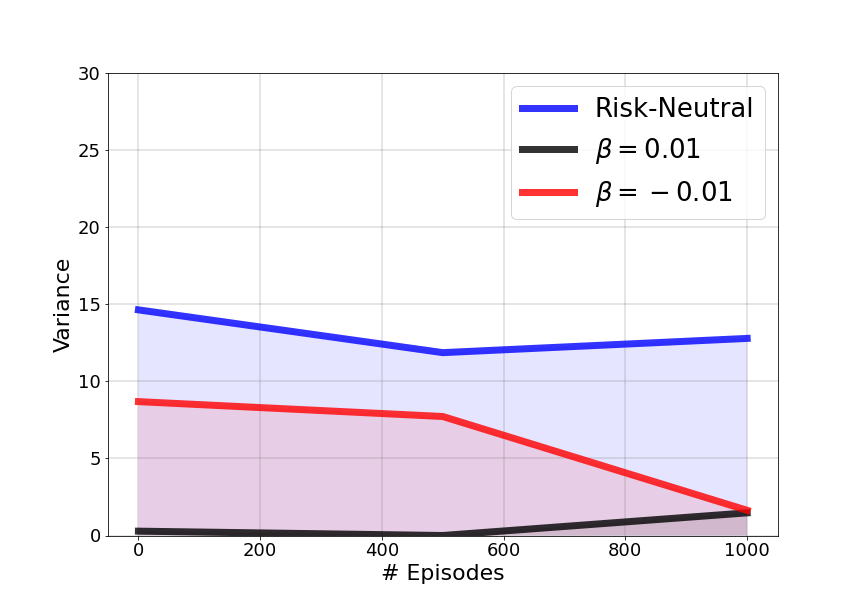 30
25
20
15
10
5
0
Variance
0 200 400 600 800 1000
# Episodes
Risk-Neutral
β = 0.01
β = −0.01